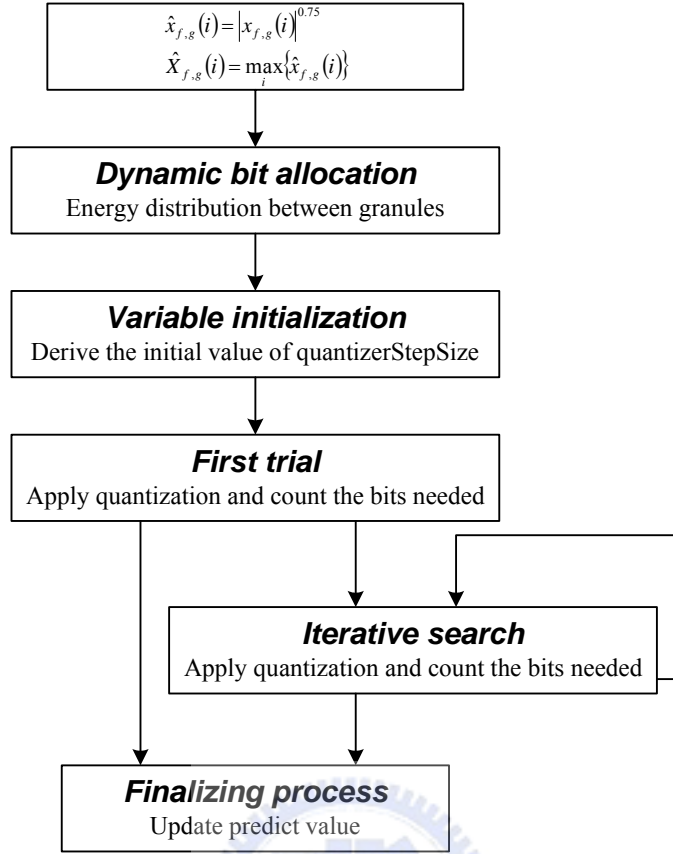 x̂_{f,g}(i) = |x_{f,g}(i)|^{0.75}
X̂_{f,g}(i) = max_i{x̂_{f,g}(i)}
Dynamic bit allocation
Energy distribution between granules
Variable initialization
Derive the initial value of quantizerStepSize
First trial
Apply quantization and count the bits needed
Iterative search
Apply quantization and count the bits needed
Finalizing process
Update predict value